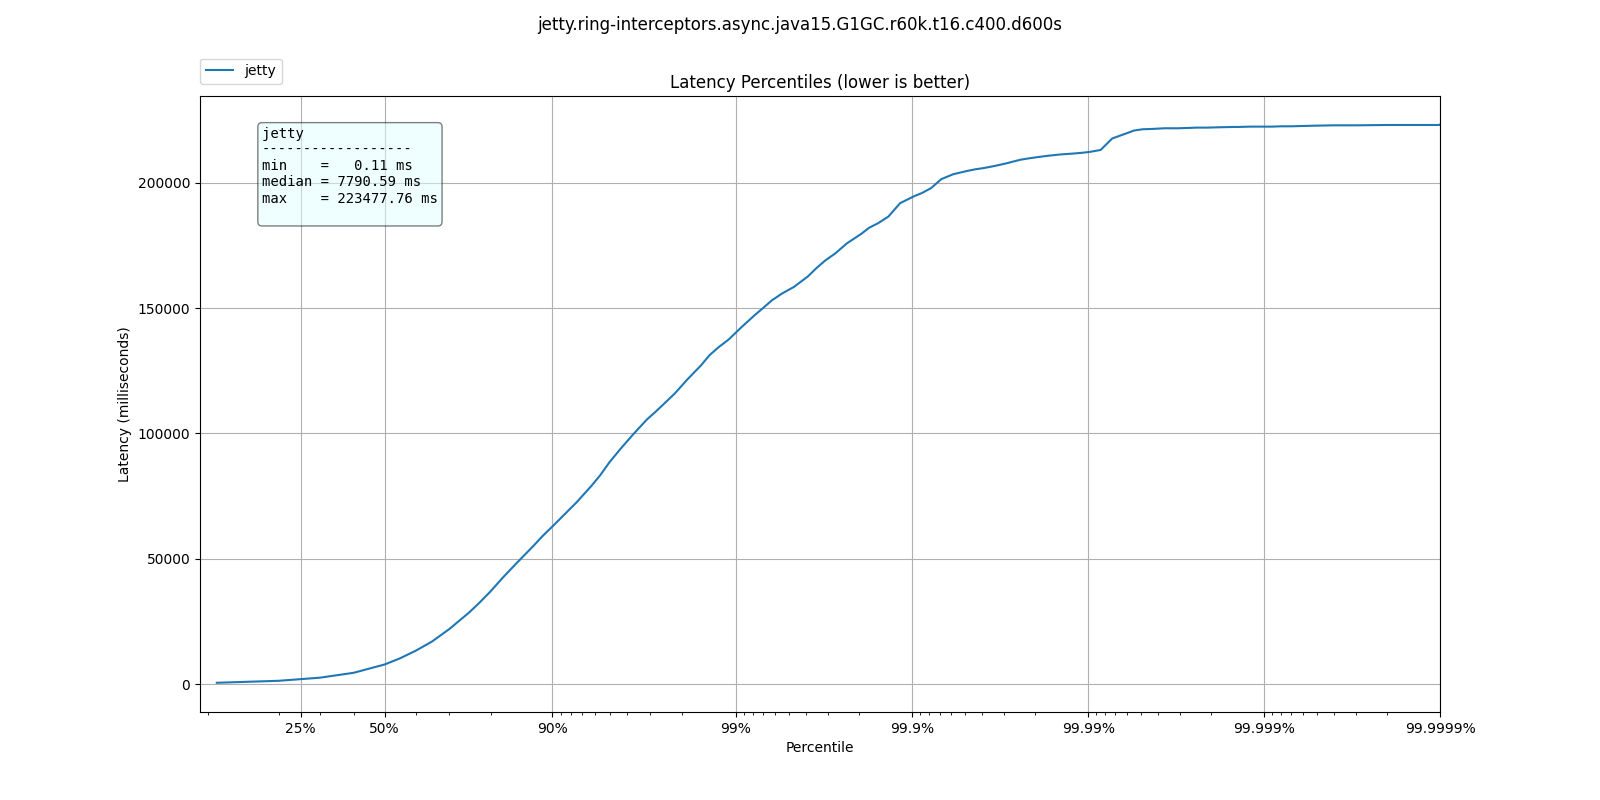 jetty.ring-interceptors.async.java15.G1GC.r60k.t16.c400.d600s
jetty
Latency Percentiles (lower is better)
jetty
------------------
min    =   0.11 ms
median = 7790.59 ms
max    = 223477.76 ms
200000
150000
100000
50000
0
Latency (milliseconds)
25% 50% 90% 99% 99.9% 99.99% 99.999% 99.9999%
Percentile